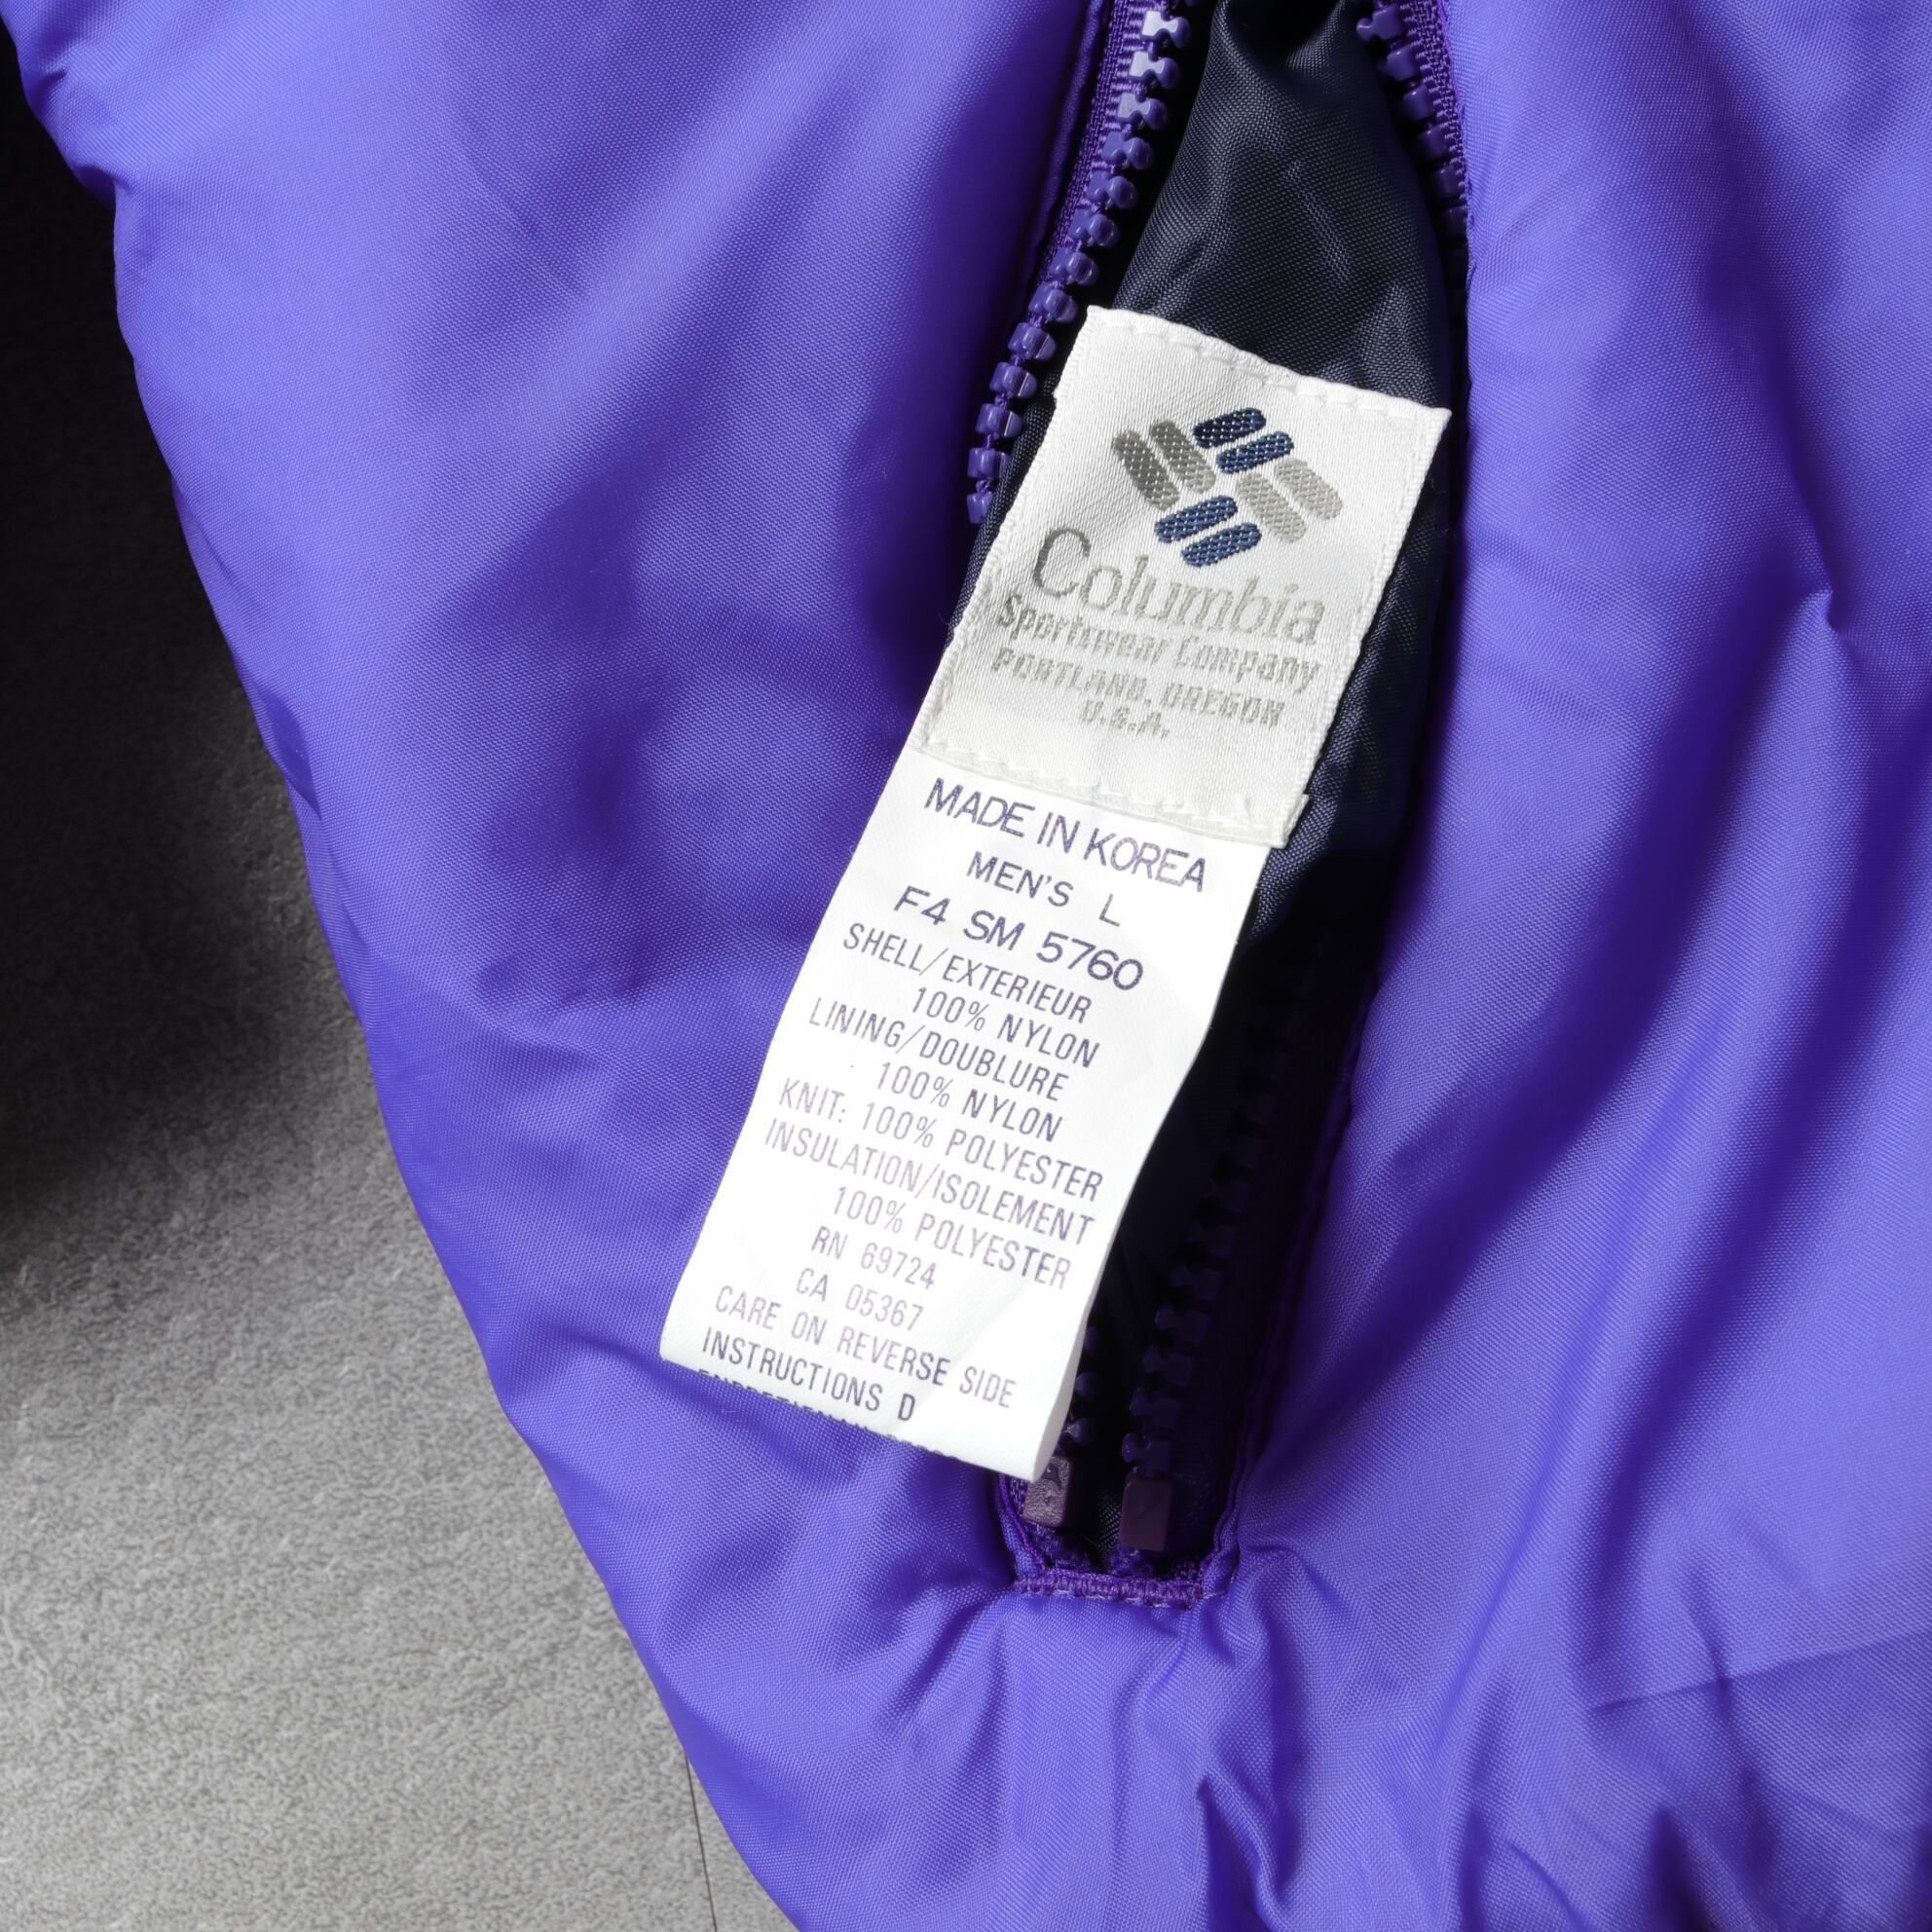 Columbia
Sportswear Company
PORTLAND, OREGON
U.S.A.
MADE IN KOREA
MEN'S L
F4 SM 5760
SHELL/EXTERIEUR
100% NYLON
LINING/DOUBLURE
100% NYLON
KNIT: 100% POLYESTER
INSULATION/ISOLEMENT
100% POLYESTER
RN 69724
CA 05367
CARE ON REVERSE SIDE
INSTRUCTIONS D